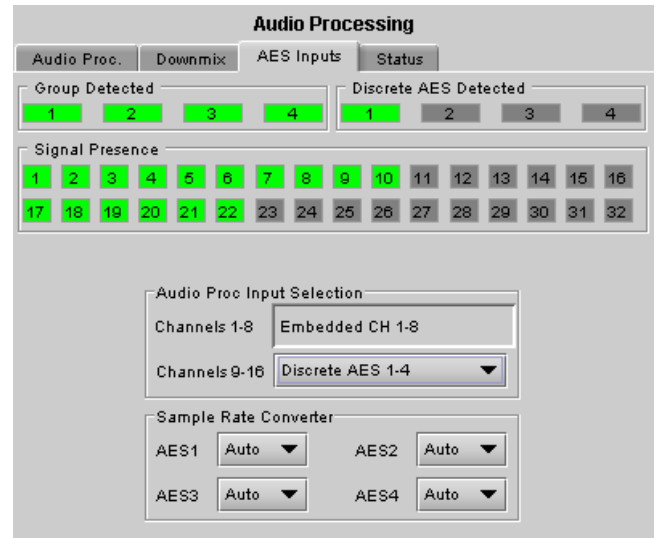 Audio Processing
Audio Proc. Downmix AES Inputs Status
Group Detected Discrete AES Detected
1 2 3 4 1 2 3 4
Signal Presence
1 2 3 4 5 6 7 8 9 10 11 12 13 14 15 16
17 18 19 20 21 22 23 24 25 26 27 28 29 30 31 32
Audio Proc Input Selection
Channels 1-8 Embedded CH 1-8
Channels 9-16 Discrete AES 1-4
Sample Rate Converter
AES1 Auto AES2 Auto
AES3 Auto AES4 Auto